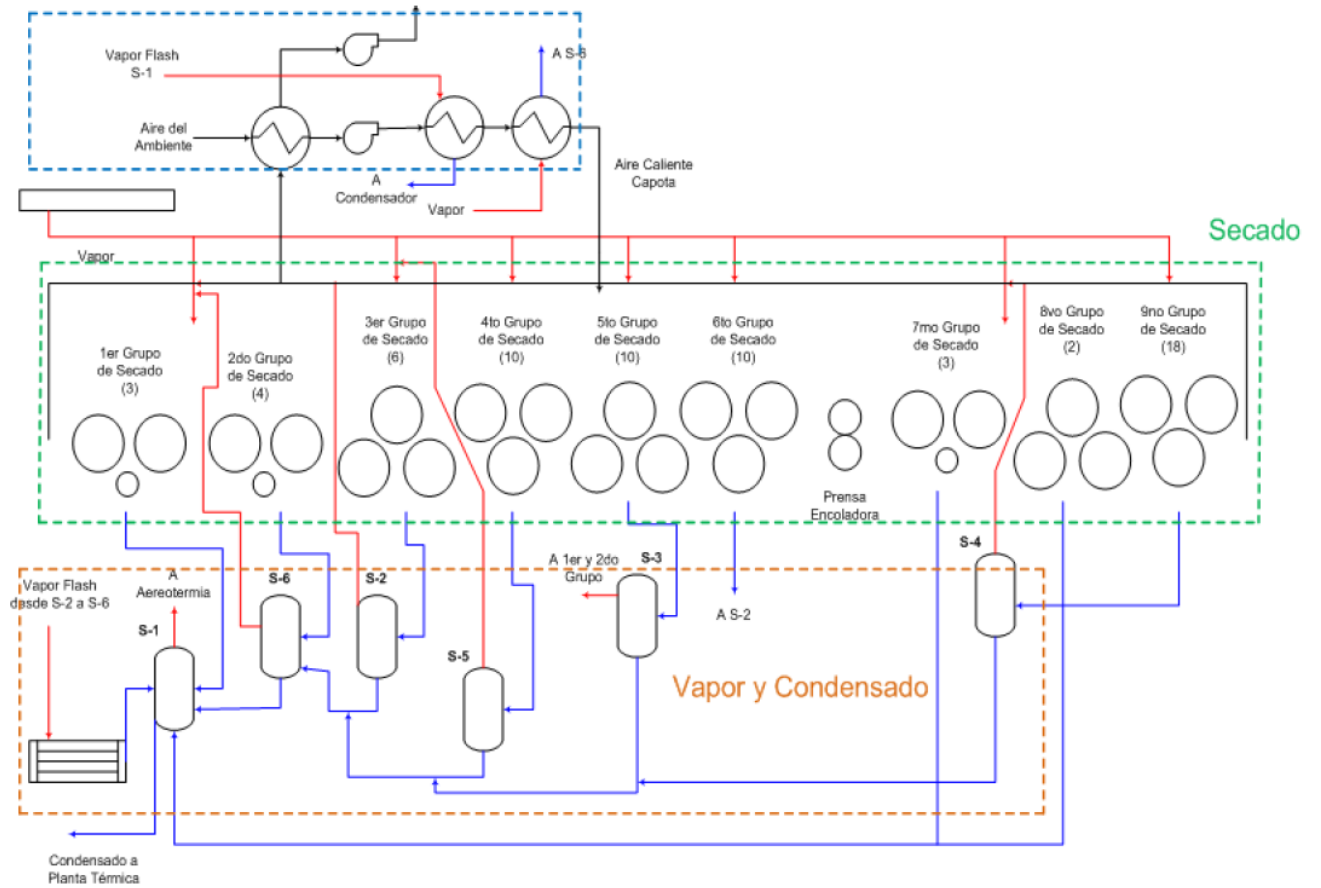 Vapor Flash
S-1
A S-6
Aire del
Ambiente
A
Condensador
Vapor
Aire Caliente
Capota
Secado
Vapor
1er Grupo
de Secado
(3)
2do Grupo
de Secado
(4)
3er Grupo
de Secado
(6)
4to Grupo
de Secado
(10)
5to Grupo
de Secado
(10)
6to Grupo
de Secado
(10)
7mo Grupo
de Secado
(3)
8vo Grupo
de Secado
(2)
9no Grupo
de Secado
(18)
Prensa
Encoladora
Vapor Flash
desde S-2 a S-6
A
Aereotermia
S-1
S-6
S-2
S-5
A 1er y 2do
Grupo
S-3
A S-2
S-4
Vapor y Condensado
Condensado a
Planta Térmica